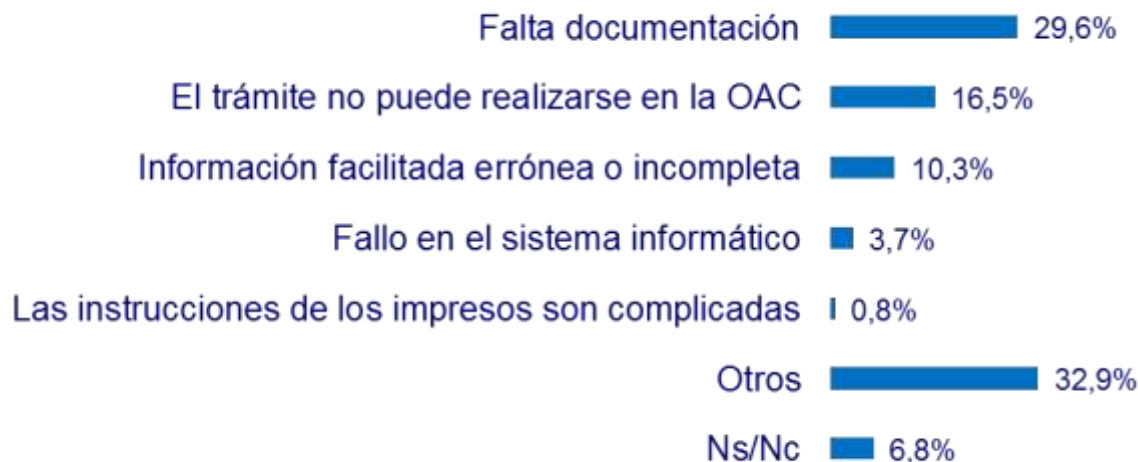 Falta documentación 29,6%
El trámite no puede realizarse en la OAC 16,5%
Información facilitada errónea o incompleta 10,3%
Fallo en el sistema informático 3,7%
Las instrucciones de los impresos son complicadas 0,8%
Otros 32,9%
Ns/Nc 6,8%